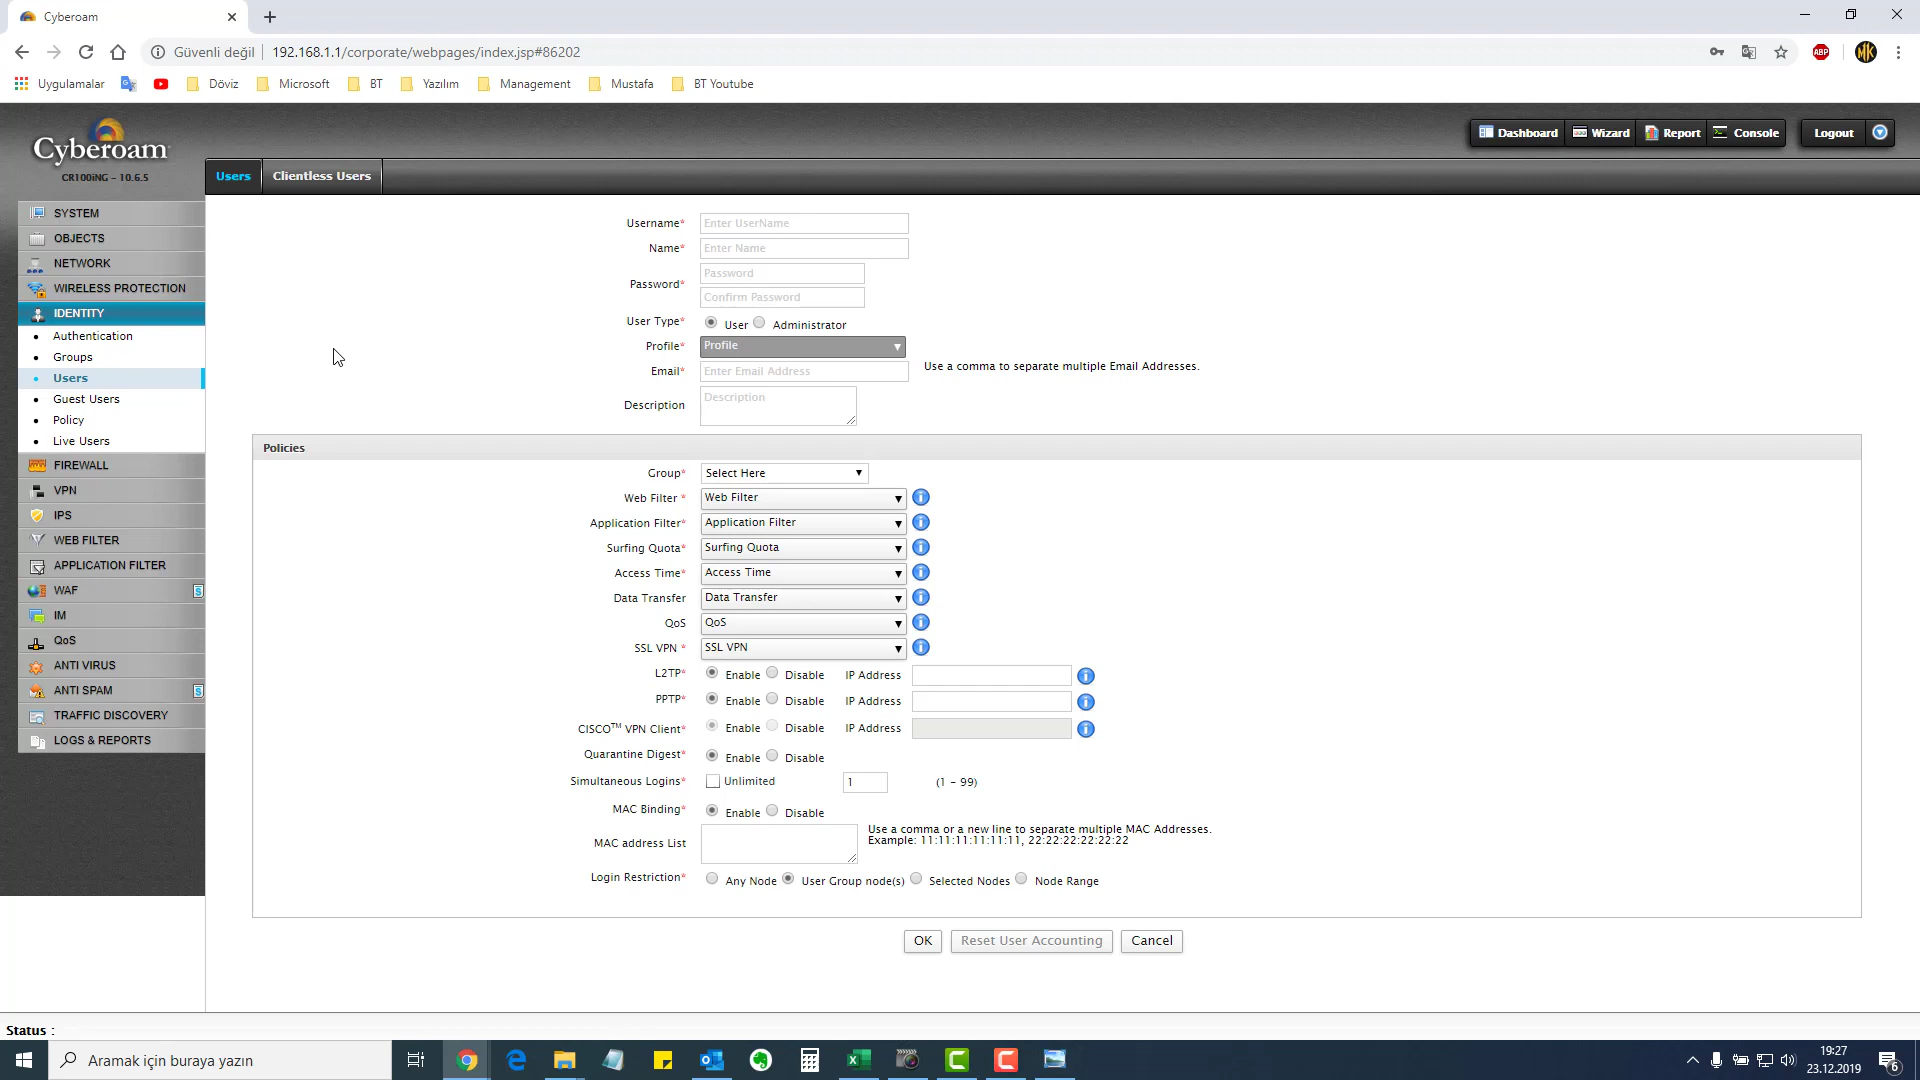 Cyberoam
Güvenli değil
192.168.1.1/corporate/webpages/index.jsp#86202
ABP
MK
Uygulamalar
Döviz
Microsoft
BT
Yazılım
Management
Mustafa
BT Youtube
Cyberoam
CR100iNG - 10.6.5
Dashboard
Wizard
Report
Console
Logout
Users
Clientless Users
SYSTEM
OBJECTS
NETWORK
WIRELESS PROTECTION
IDENTITY
Authentication
Groups
Users
Guest Users
Policy
Live Users
FIREWALL
VPN
IPS
WEB FILTER
APPLICATION FILTER
WAF
S
IM
QoS
ANTI VIRUS
ANTI SPAM
S
TRAFFIC DISCOVERY
LOGS & REPORTS
Username* Enter UserName
Name* Enter Name
Password* Password
Confirm Password
User Type* User Administrator
Profile* Profile
Email* Enter Email Address Use a comma to separate multiple Email Addresses.
Description Description
Policies
Group* Select Here
Web Filter * Web Filter
Application Filter* Application Filter
Surfing Quota* Surfing Quota
Access Time* Access Time
Data Transfer Data Transfer
QoS QoS
SSL VPN * SSL VPN
L2TP* Enable Disable IP Address
PPTP* Enable Disable IP Address
CISCO™ VPN Client* Enable Disable IP Address
Quarantine Digest* Enable Disable
Simultaneous Logins* Unlimited 1 (1 - 99)
MAC Binding* Enable Disable
MAC address List Use a comma or a new line to separate multiple MAC Addresses.
Example: 11:11:11:11:11:11, 22:22:22:22:22:22
Login Restriction* Any Node User Group node(s) Selected Nodes Node Range
OK Reset User Accounting Cancel
Status :
Aramak için buraya yazın
19:27
23.12.2019
6